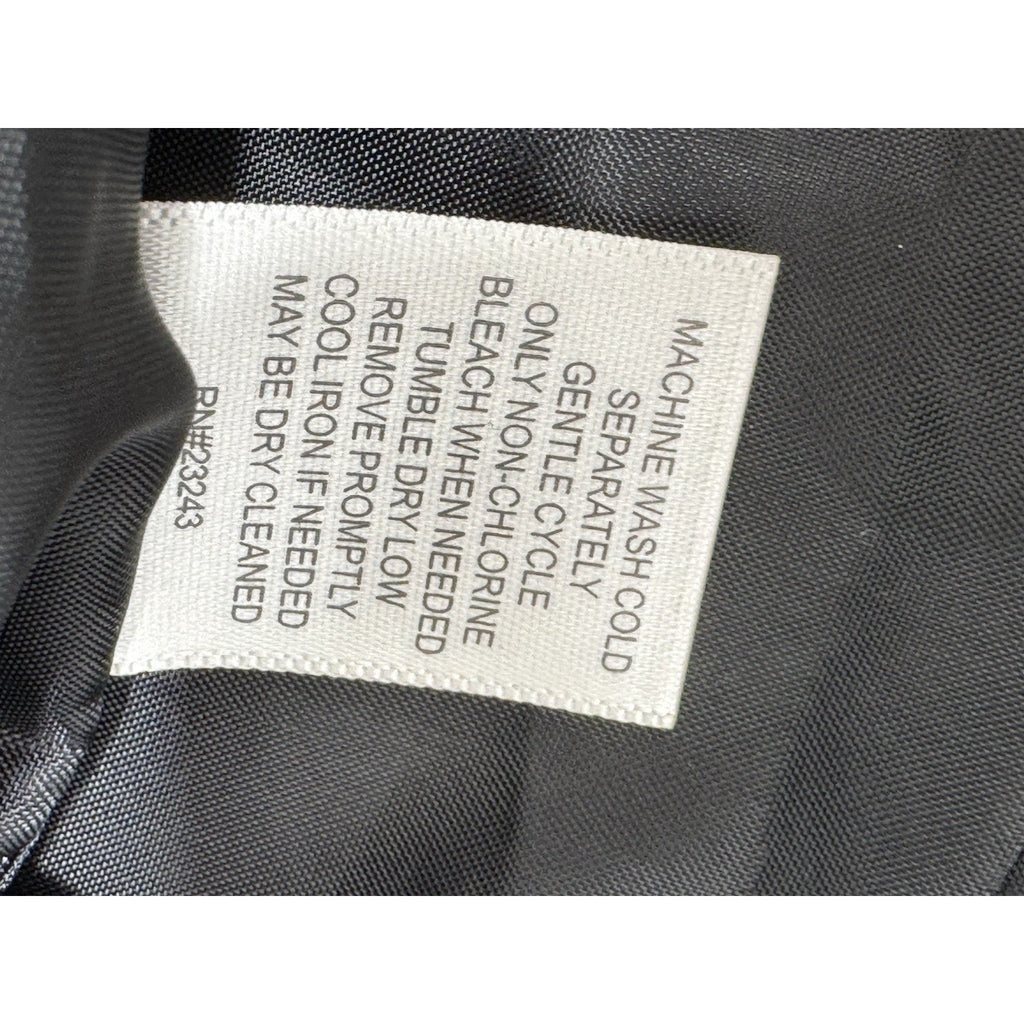 MACHINE WASH COLD
SEPARATELY
GENTLE CYCLE
ONLY NON-CHLORINE
BLEACH WHEN NEEDED
TUMBLE DRY LOW
REMOVE PROMPTLY
COOL IRON IF NEEDED
MAY BE DRY CLEANED
RN#23243